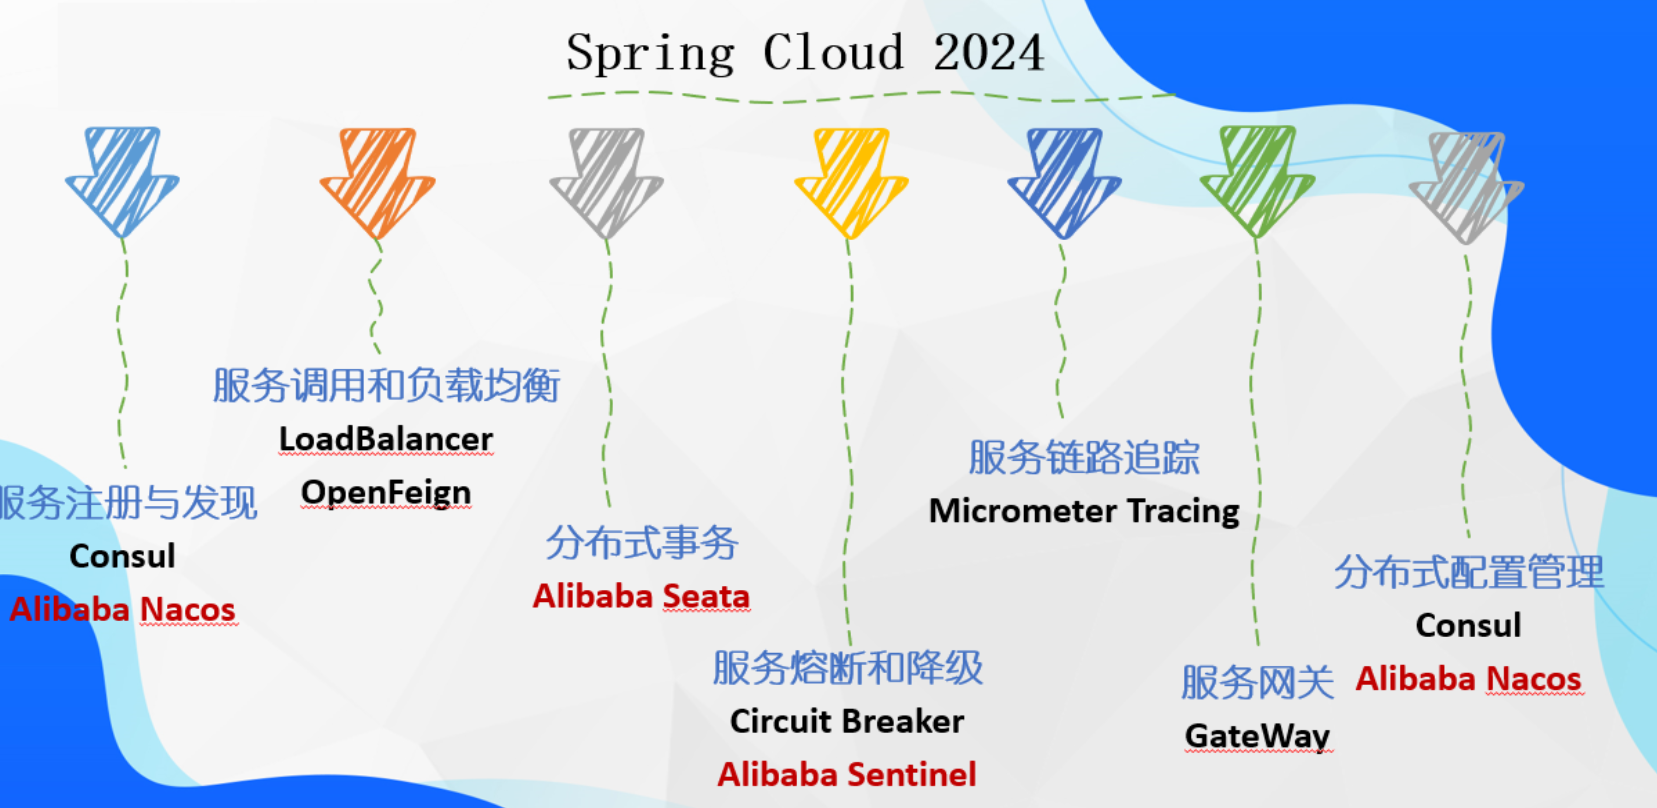 Spring Cloud 2024
服务注册与发现
Consul
Alibaba Nacos
服务调用和负载均衡
LoadBalancer
OpenFeign
分布式事务
Alibaba Seata
服务熔断和降级
Circuit Breaker
Alibaba Sentinel
服务链路追踪
Micrometer Tracing
服务网关
GateWay
分布式配置管理
Consul
Alibaba Nacos